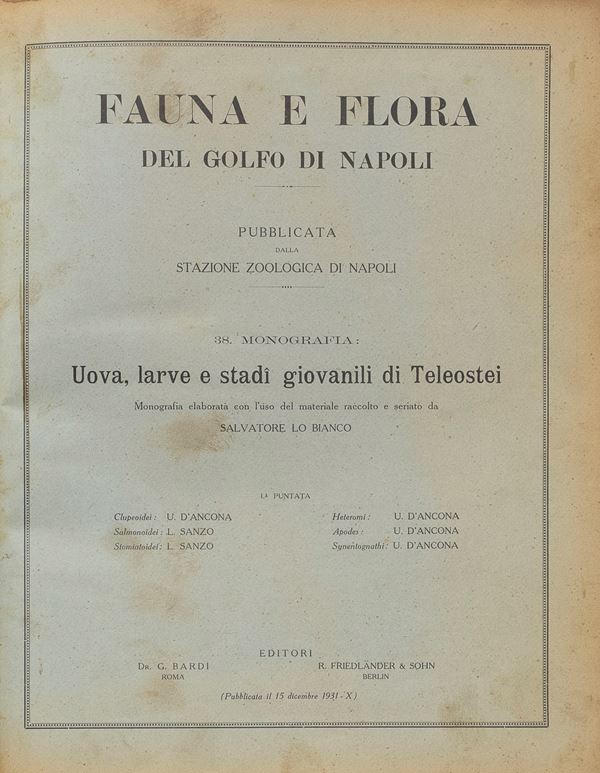 FAUNA E FLORA
DEL GOLFO DI NAPOLI
PUBBLICATA
DALLA
STAZIONE ZOOLOGICA DI NAPOLI
38. MONOGRAFIA:
Uova, larve e stadî giovanili di Teleostei
Monografia elaborata con l'uso del materiale raccolto e seriato da
SALVATORE LO BIANCO
I.ª PUNTATA
Clupeoidei: U. D'ANCONA
Salmonoidei: L. SANZO
Stomiatoidei: L. SANZO
Heteromi: U. D'ANCONA
Apodes: U. D'ANCONA
Synentognathi: U. D'ANCONA
EDITORI
DR. G. BARDI
ROMA
R. FRIEDLÄNDER & SOHN
BERLIN
(Pubblicata il 15 dicembre 1931-X)